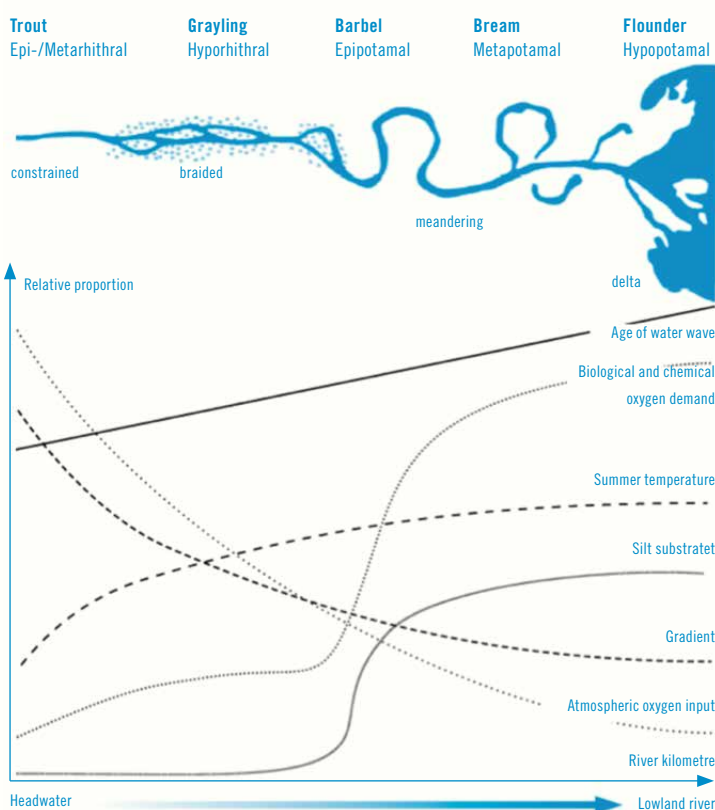 Trout Grayling Barbel Bream Flounder
Epi-/Metarhithral Hyporhithral Epipotamal Metapotamal Hypopotamal
constrained braided
meandering
delta
Relative proportion
Age of water wave
Biological and chemical
oxygen demand
Summer temperature
Silt substratet
Gradient
Atmospheric oxygen input
River kilometre
Headwater Lowland river